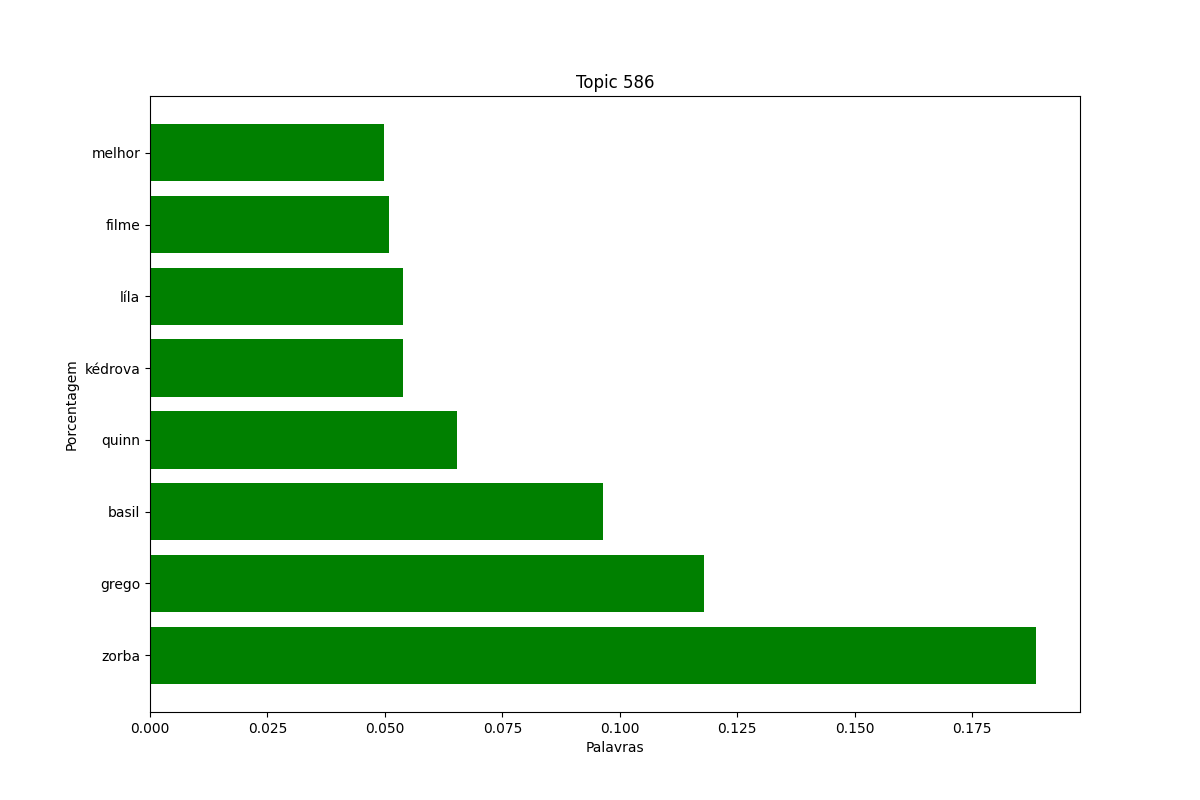 Topic 586
melhor
filme
líla
kédrova
quinn
basil
grego
zorba
Porcentagem
0.000 0.025 0.050 0.075 0.100 0.125 0.150 0.175
Palavras